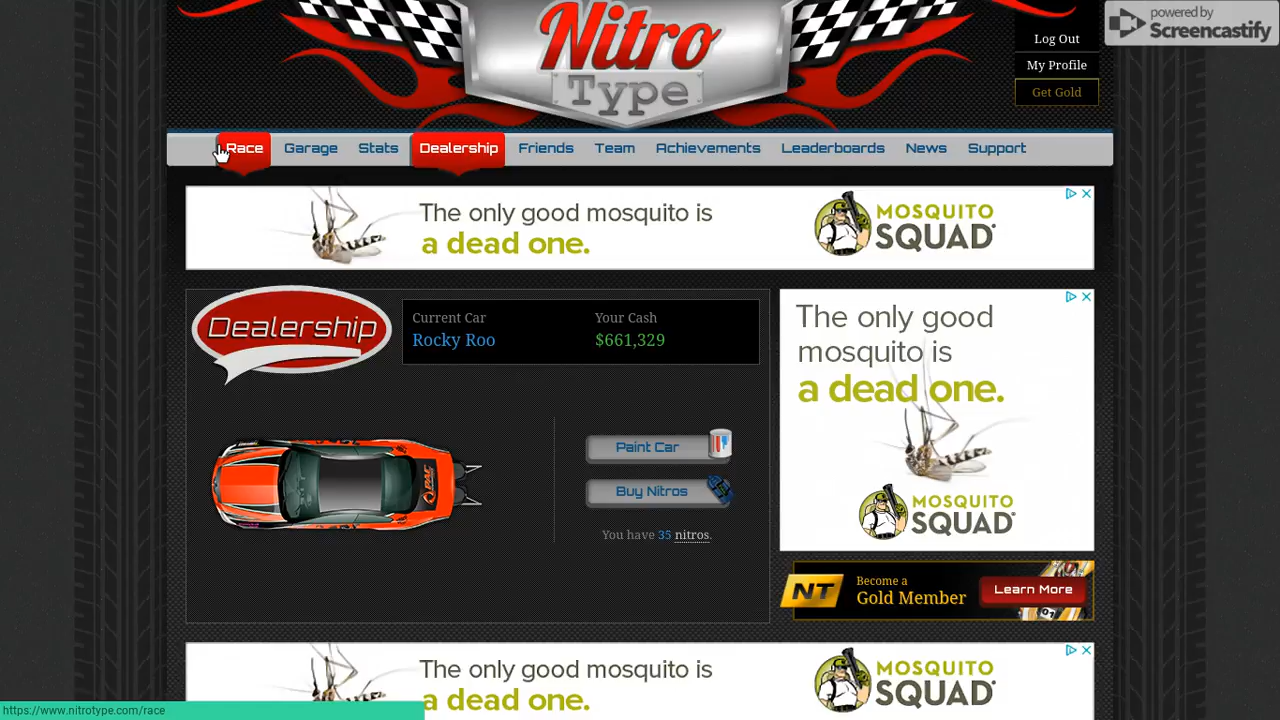 powered by
Screencastify
Nitro
Type
Log Out
My Profile
Get Gold
Race Garage Stats Dealership Friends Team Achievements Leaderboards News Support
The only good mosquito is
a dead one.
MOSQUITO
SQUAD
Dealership
Current Car
Rocky Roo
Your Cash
$661,329
Paint Car
Buy Nitros
You have 35 nitros.
The only good
mosquito is
a dead one.
MOSQUITO
SQUAD
NT
Become a
Gold Member
Learn More
The only good mosquito is
a dead one.
MOSQUITO
SQUAD
https://www.nitrotype.com/race